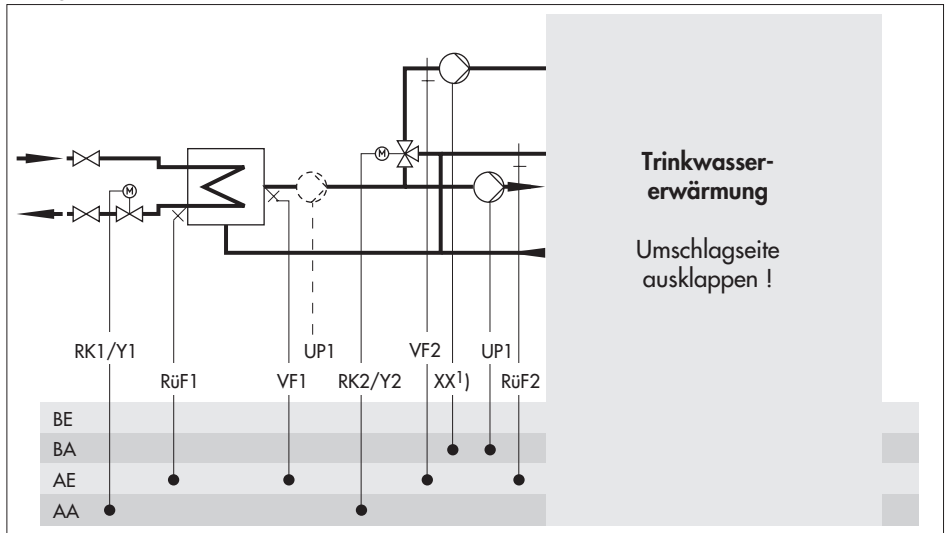 M
M
Trinkwasser-
erwärmung
Umschlagseite
ausklappen !
RK1/Y1
UP1
VF2
UP1
RüF1
VF1
RK2/Y2
XX1)
RüF2
BE
BA
AE
AA